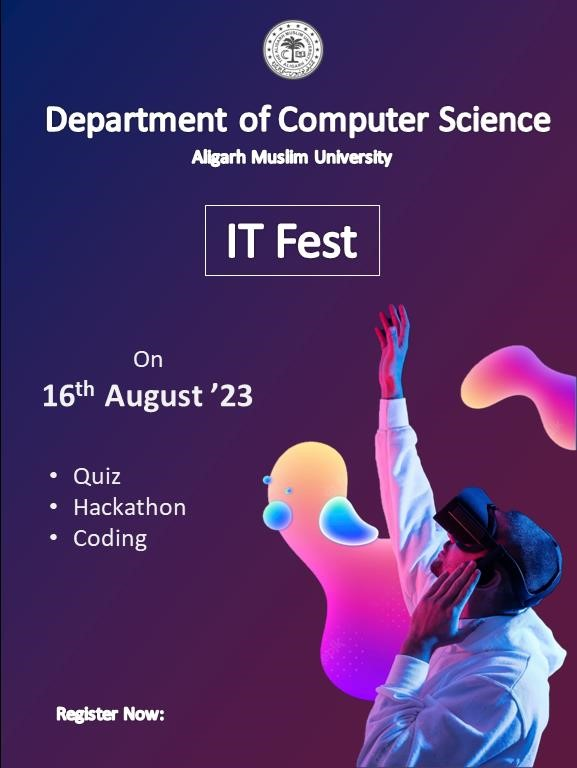 Department of Computer Science
Aligarh Muslim University
IT Fest
On
16th August ’23
• Quiz
• Hackathon
• Coding
Register Now: